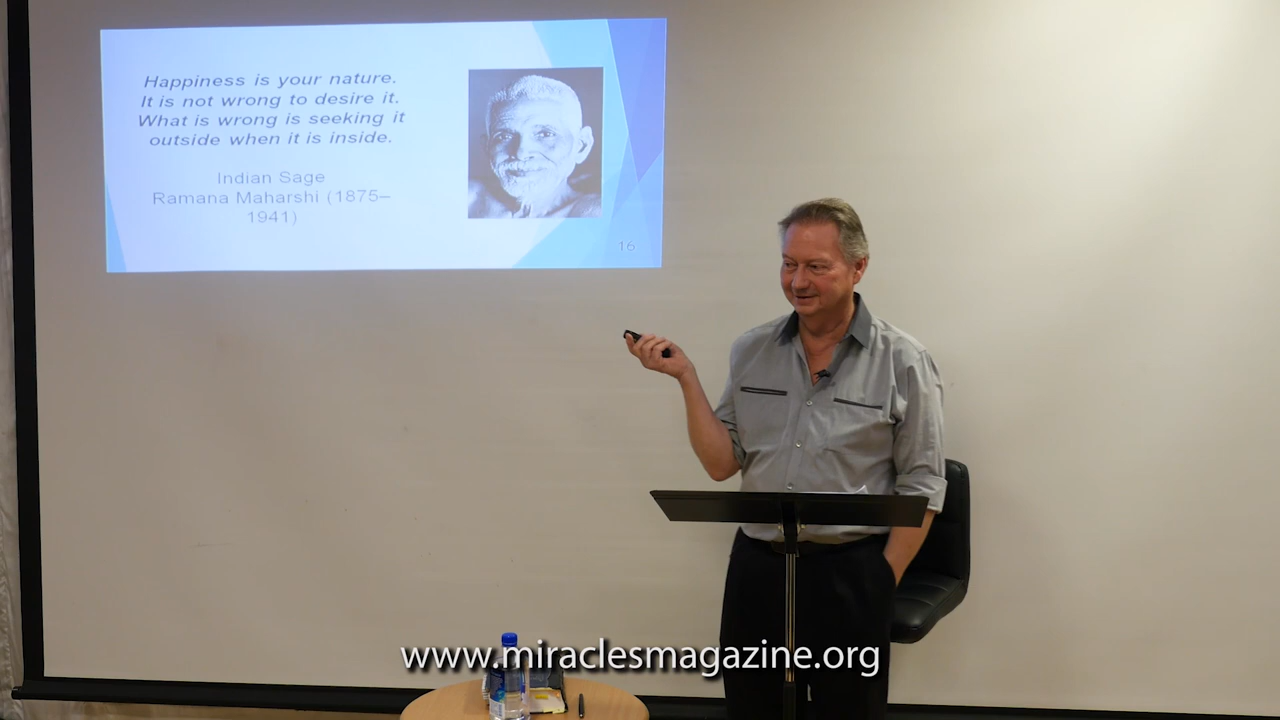 Happiness is your nature.
It is not wrong to desire it.
What is wrong is seeking it
outside when it is inside.
Indian Sage
Ramana Maharshi (1875–
1941)
16
www.miraclesmagazine.org